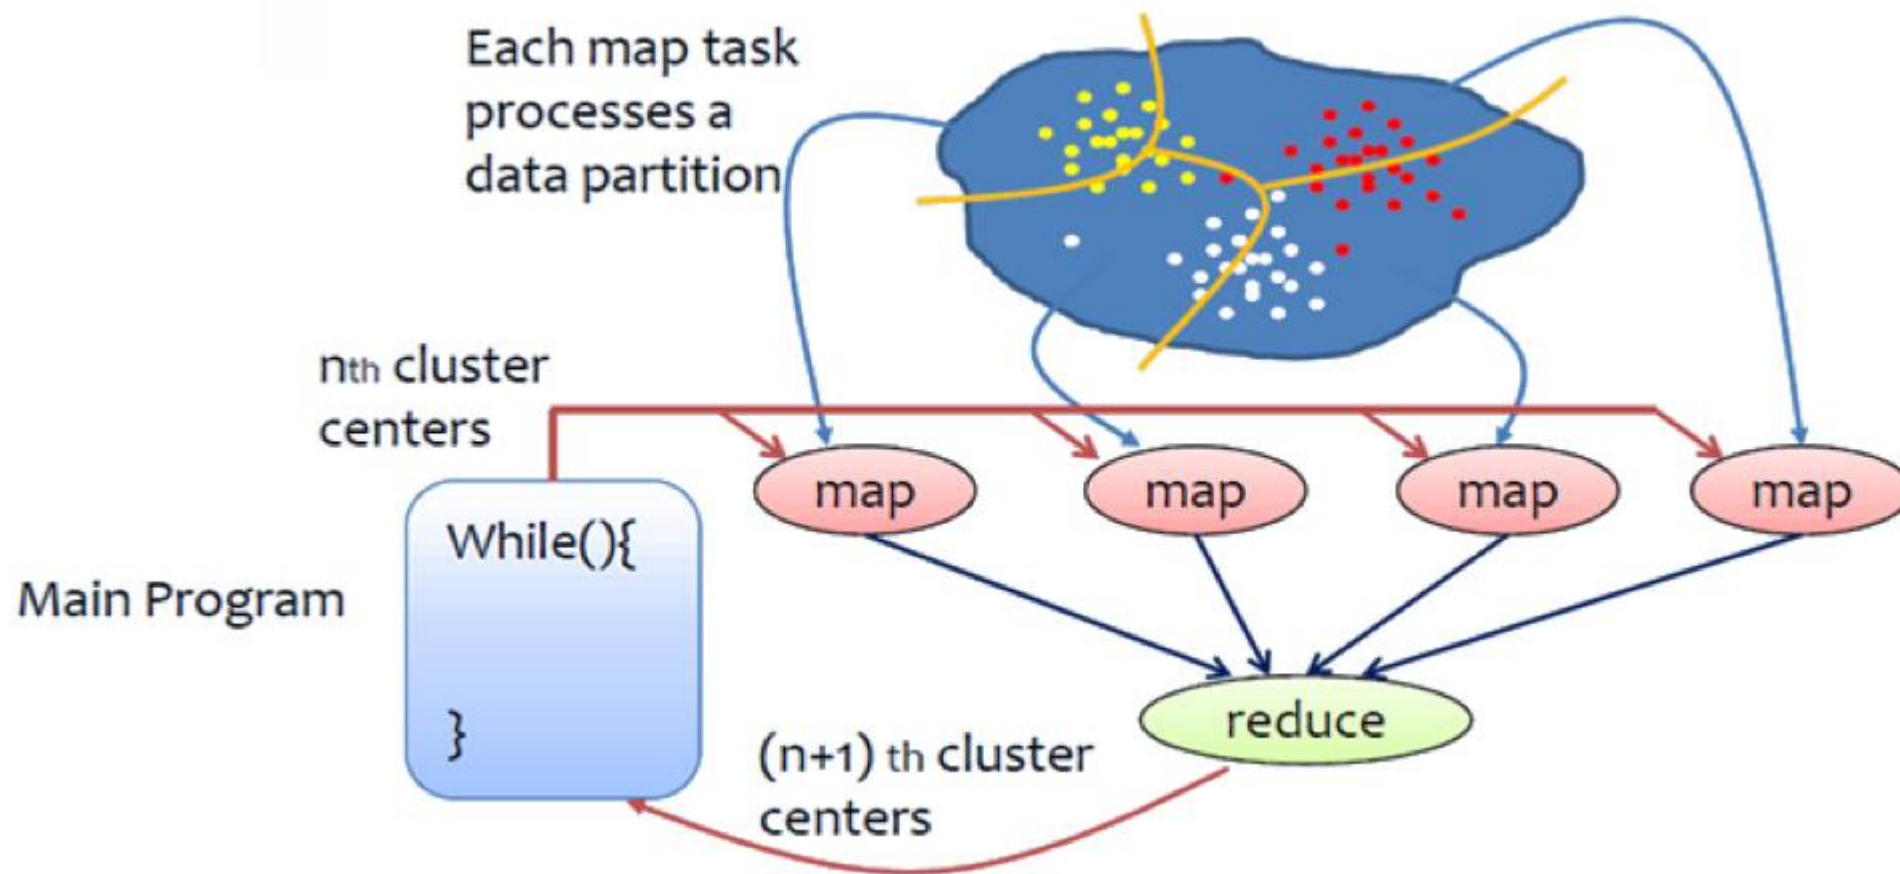 Each map task
processes a
data partition
nth cluster
centers
map
map
map
map
While(){
}
Main Program
reduce
(n+1) th cluster
centers